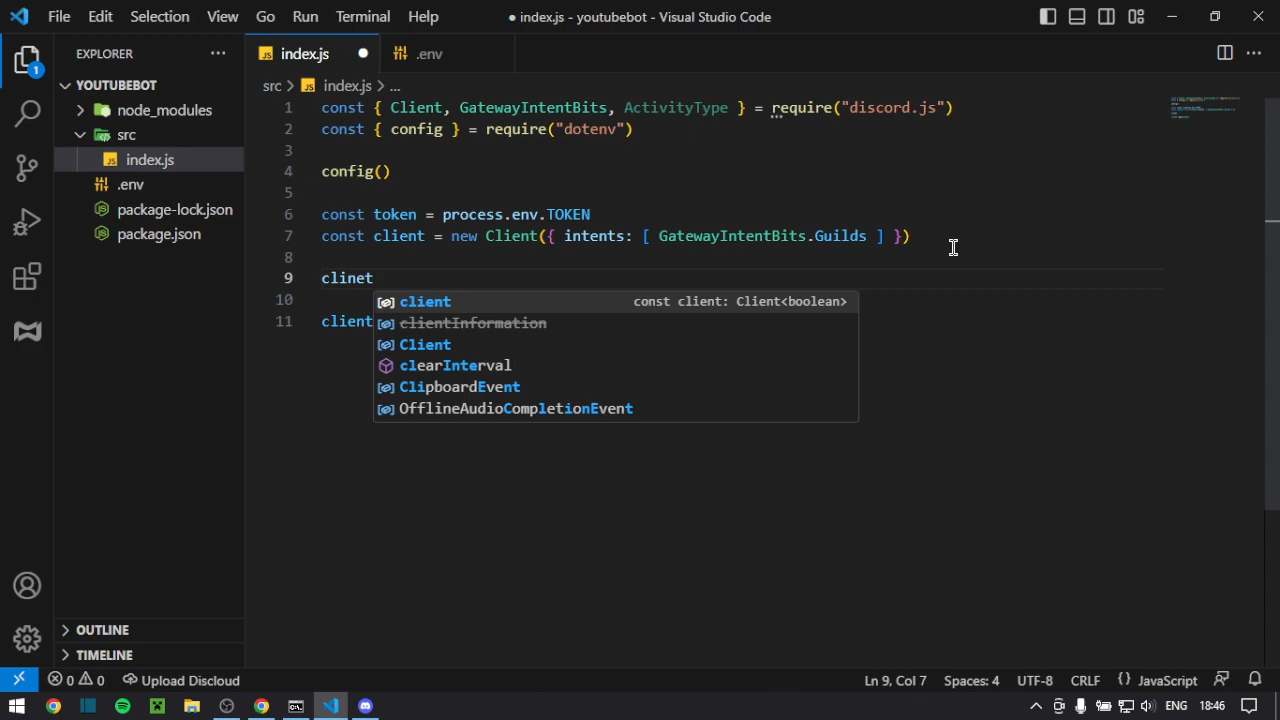 File Edit Selection View Go Run Terminal Help
● index.js - youtubebot - Visual Studio Code
EXPLORER
index.js
.env
YOUTUBEBOT
src > index.js > ...
node_modules
src
index.js
.env
package-lock.json
package.json
1 const { Client, GatewayIntentBits, ActivityType } = require("discord.js")
2 const { config } = require("dotenv")
3
4 config()
5
6 const token = process.env.TOKEN
7 const client = new Client({ intents: [ GatewayIntentBits.Guilds ] })
8
9 clinet
10
11 client
client const client: Client<boolean>
clientInformation
Client
clearInterval
ClipboardEvent
OfflineAudioCompletionEvent
1
OUTLINE
TIMELINE
0 0 Upload Discloud
Ln 9, Col 7 Spaces: 4 UTF-8 CRLF {} JavaScript
ENG 18:46